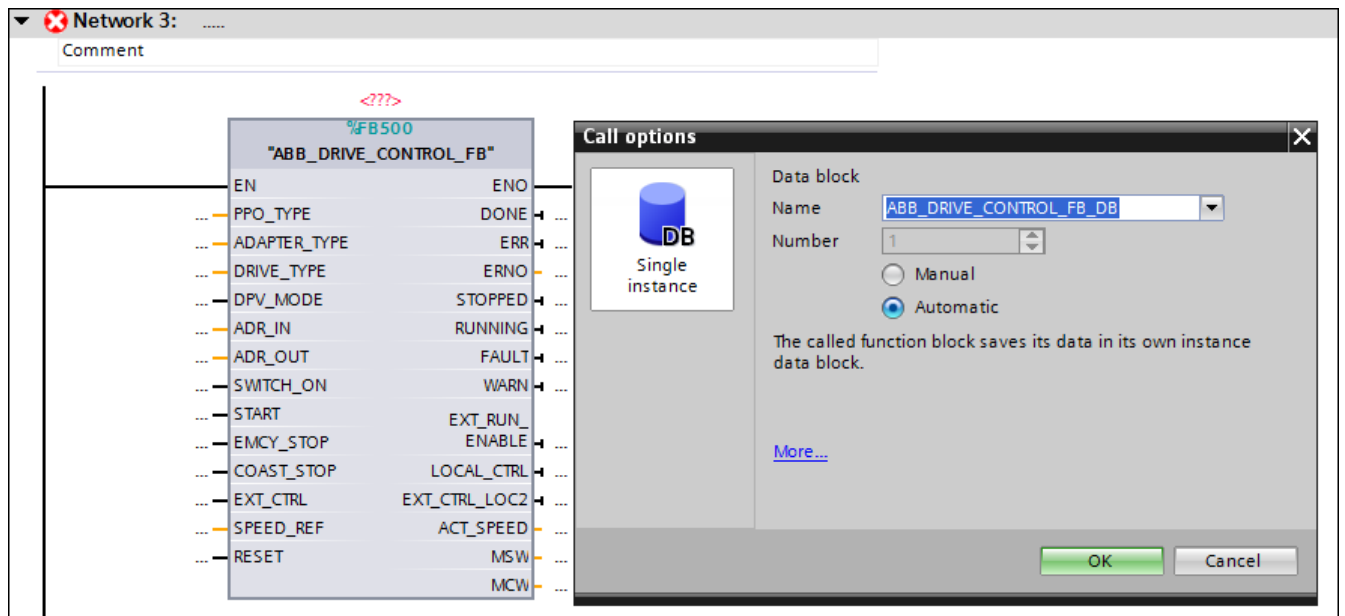 Network 3: .....
Comment
<???>
%FB500
"ABB_DRIVE_CONTROL_FB"
EN ENO
... PPO_TYPE DONE ...
... ADAPTER_TYPE ERR ...
... DRIVE_TYPE ERNO ...
... DPV_MODE STOPPED ...
... ADR_IN RUNNING ...
... ADR_OUT FAULT ...
... SWITCH_ON WARN ...
... START EXT_RUN_
... EMCY_STOP ENABLE ...
... COAST_STOP LOCAL_CTRL ...
... EXT_CTRL EXT_CTRL_LOC2 ...
... SPEED_REF ACT_SPEED ...
... RESET MSW ...
MCW ...
Call options
DB
Single
instance
Data block
Name ABB_DRIVE_CONTROL_FB_DB
Number 1
Manual
Automatic
The called function block saves its data in its own instance
data block.
More...
OK Cancel